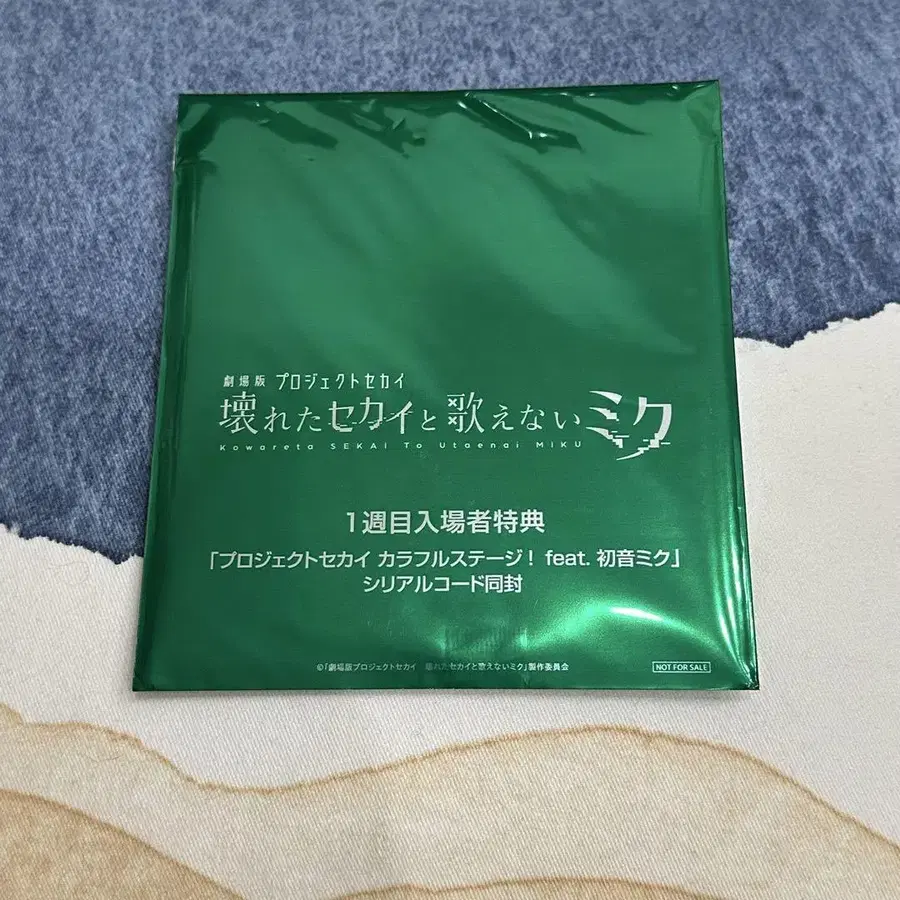 劇場版 プロジェクトセカイ
壊れたセカイと歌えないミク
Kowareta SEKAI To Utaenai MIKU
1週目入場者特典
「プロジェクトセカイ カラフルステージ! feat. 初音ミク」
シリアルコード同封
©「劇場版プロジェクトセカイ 壊れたセカイと歌えないミク」製作委員会
NOT FOR SALE